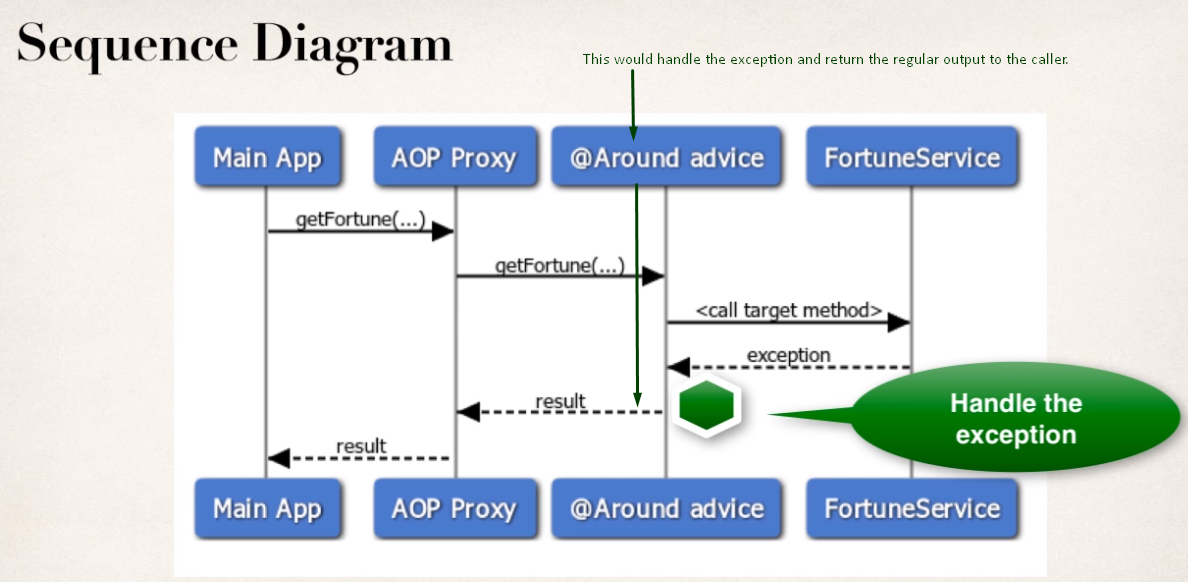 Sequence Diagram
This would handle the exception and return the regular output to the caller.
Main App
AOP Proxy
@Around advice
FortuneService
getFortune(...)
getFortune(...)
<call target method>
exception
result
Handle the
exception
result
Main App
AOP Proxy
@Around advice
FortuneService